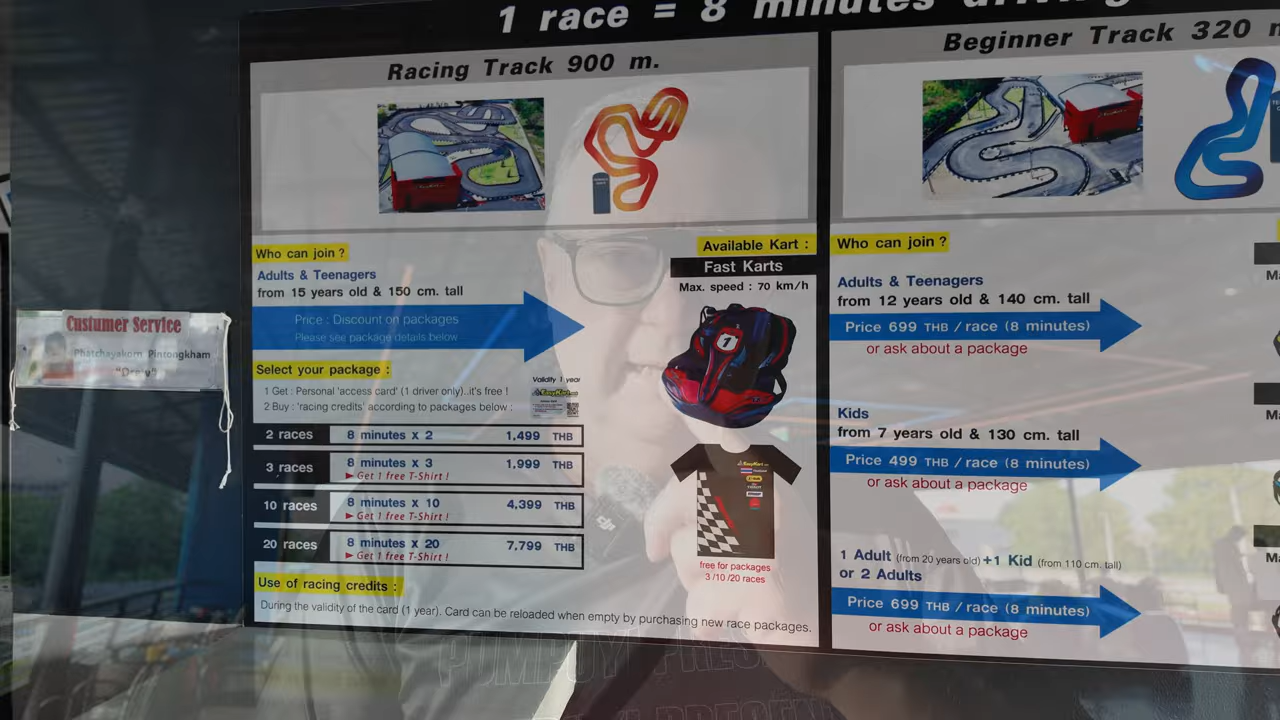 1 race = 8 minutes driving
Racing Track 900 m.
Who can join ?
Adults & Teenagers
from 15 years old & 150 cm. tall
Price : Discount on packages
Please see package details below
Available Kart :
Fast Karts
Max. speed : 70 km/h
Select your package :
1 Get : Personal 'access card' (1 driver only)..it's free !
2 Buy : 'racing credits' according to packages below :
Validity 1 year
EasyKart.net
2 races 8 minutes x 2 1,499 THB
3 races 8 minutes x 3 1,999 THB
► Get 1 free T-Shirt !
10 races 8 minutes x 10 4,399 THB
► Get 1 free T-Shirt !
20 races 8 minutes x 20 7,799 THB
► Get 1 free T-Shirt !
7
free for packages
3 /10 /20 races
Use of racing credits :
During the validity of the card (1 year). Card can be reloaded when empty by purchasing new race packages.
Beginner Track 320 m
Who can join ?
Adults & Teenagers
from 12 years old & 140 cm. tall
Price 699 THB / race (8 minutes)
or ask about a package
Kids
from 7 years old & 130 cm. tall
Price 499 THB / race (8 minutes)
or ask about a package
1 Adult (from 20 years old) +1 Kid (from 110 cm. tall)
or 2 Adults
Price 699 THB / race (8 minutes)
or ask about a package
Ma
Ma
Ma
Custumer Service
Phatchayakorn Pintongkham
dji